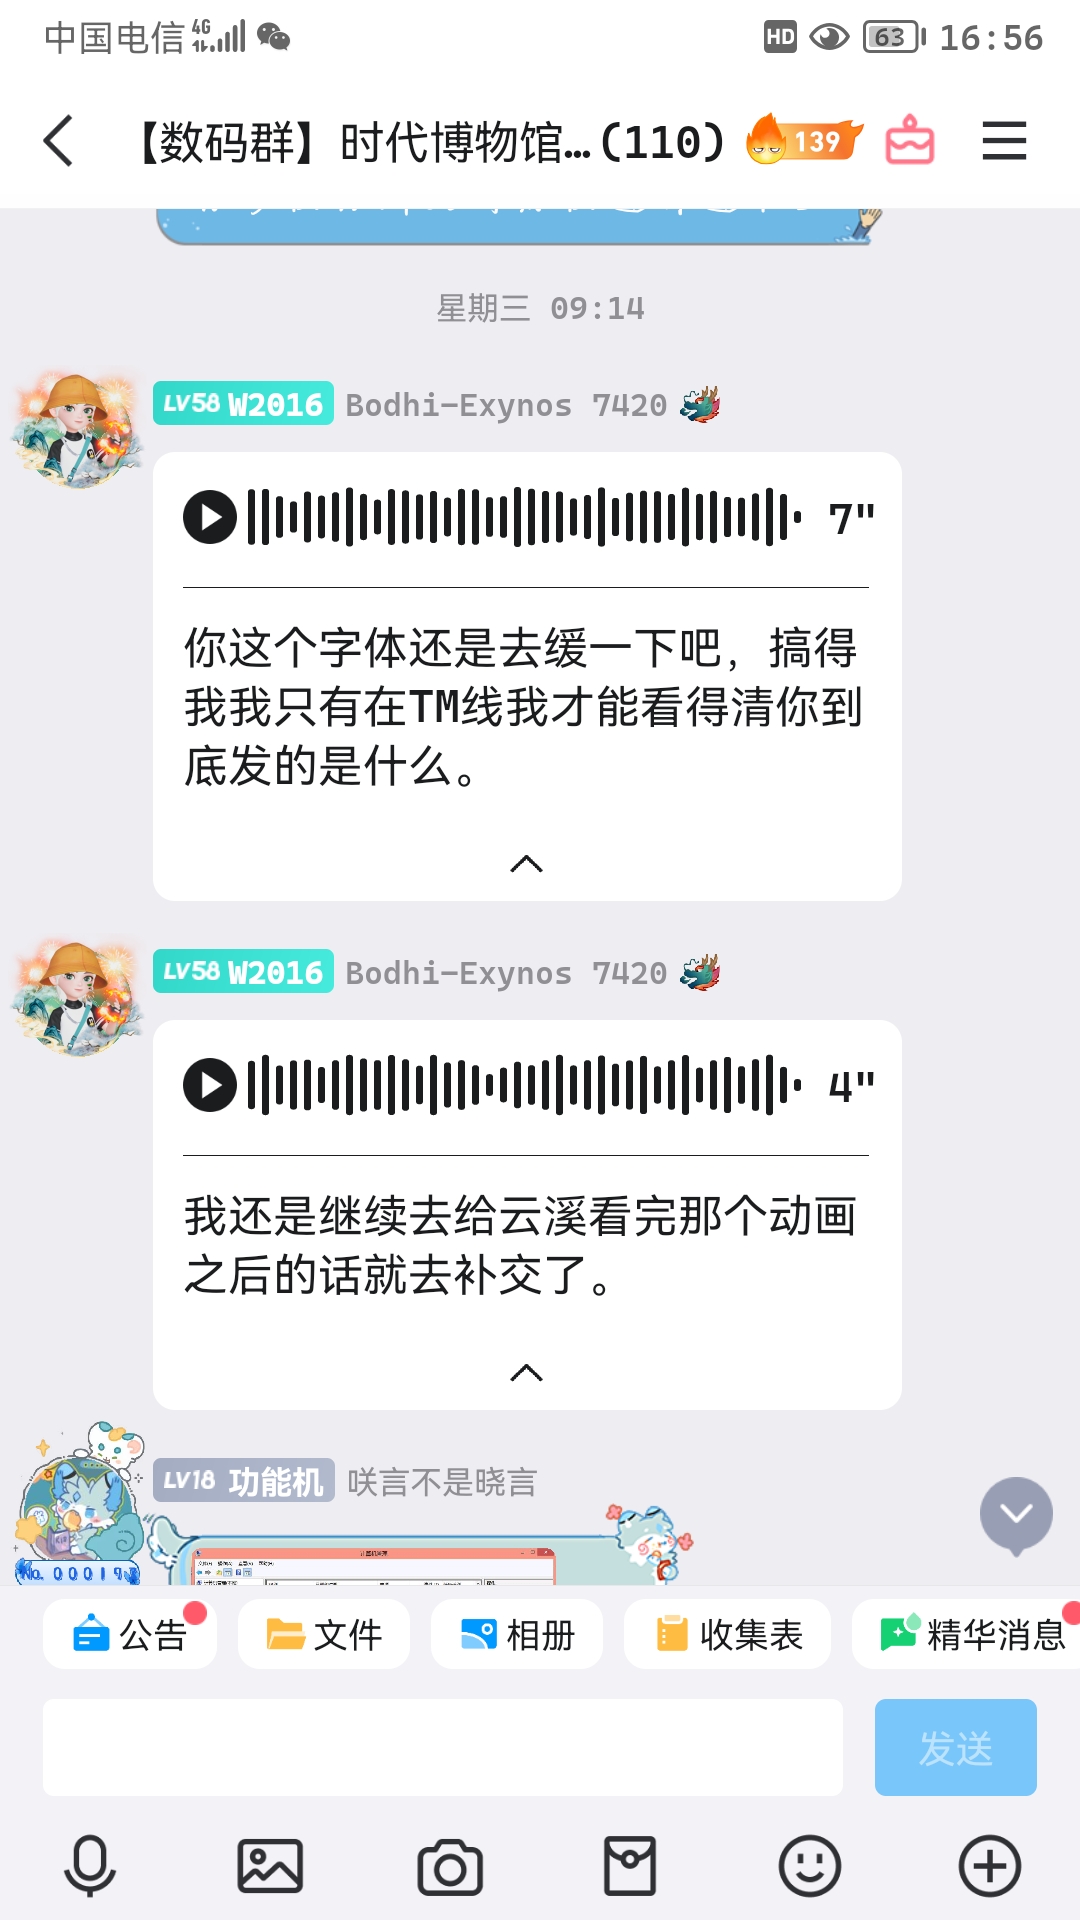 中国电信 4G HD 63 16:56
【数码群】时代博物馆...(110) 139
星期三 09:14
LV58 W2016 Bodhi-Exynos 7420
7"
你这个字体还是去缓一下吧，搞得
我我只有在TM线我才能看得清你到
底发的是什么。
LV58 W2016 Bodhi-Exynos 7420
4"
我还是继续去给云溪看完那个动画
之后的话就去补交了。
LV18 功能机 咲言不是晓言
公告 文件 相册 收集表 精华消息
发送